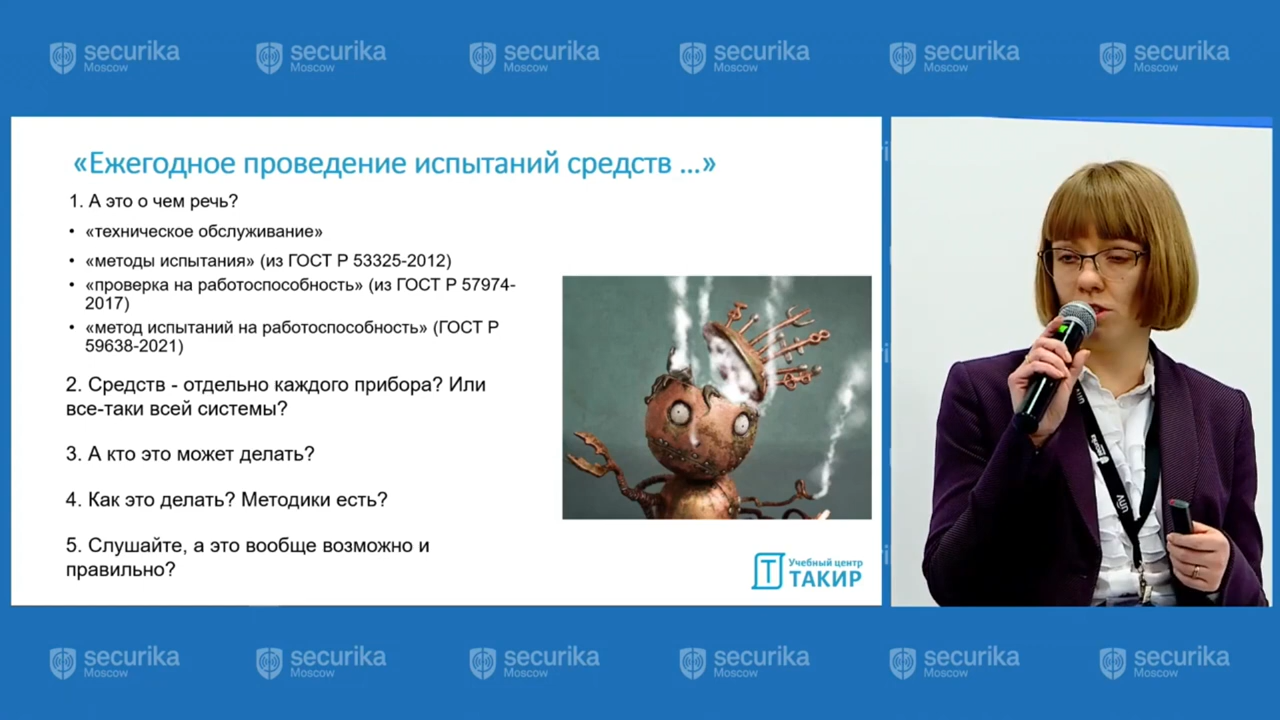 securika
Moscow
securika
Moscow
securika
Moscow
securika
Moscow
securika
Moscow
securika
Moscow
«Ежегодное проведение испытаний средств ...»
1. А это о чем речь?
• «техническое обслуживание»
• «методы испытания» (из ГОСТ Р 53325-2012)
• «проверка на работоспособность» (из ГОСТ Р 57974-
2017)
• «метод испытаний на работоспособность» (ГОСТ Р
59638-2021)
2. Средств - отдельно каждого прибора? Или
все-таки всей системы?
3. А кто это может делать?
4. Как это делать? Методики есть?
5. Слушайте, а это вообще возможно и
правильно?
Учебный центр
ТАКИР
securika
Moscow
securika
Moscow
securika
Moscow
securika
Moscow
securika
Moscow
securika
Moscow